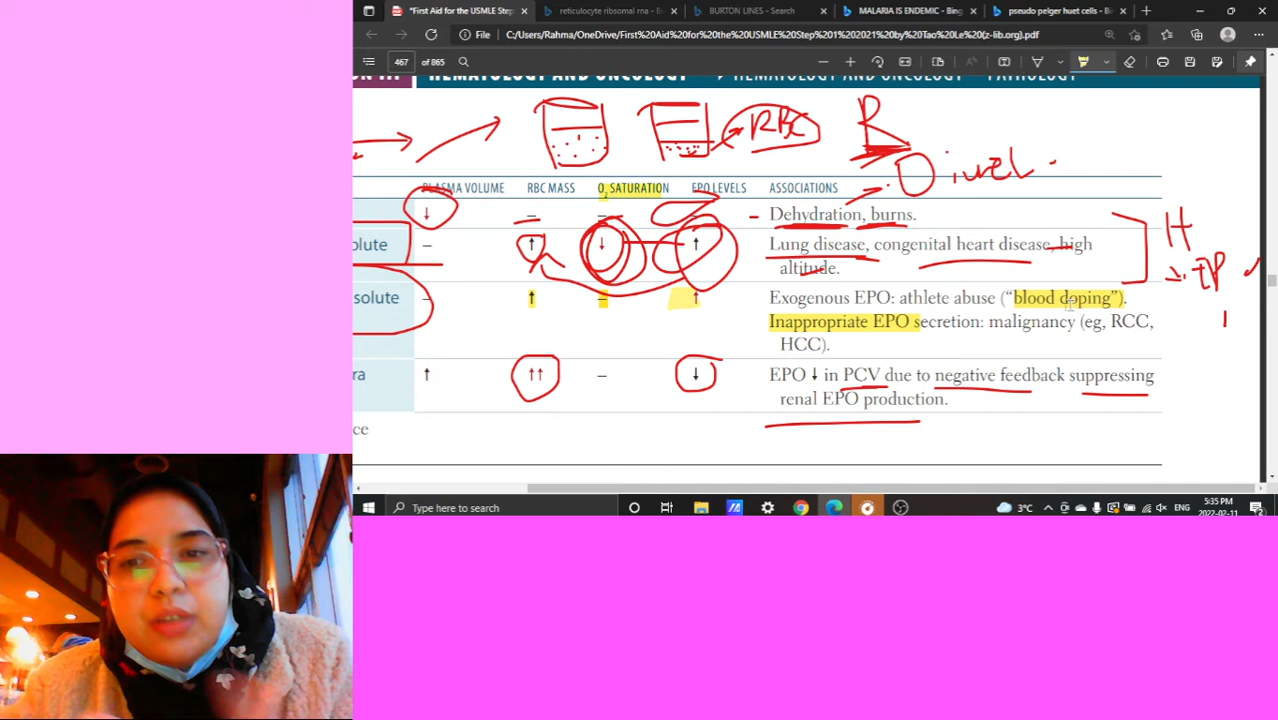 *First Aid for the USMLE Step
reticulocyte ribsomal rna - B
BURTON LINES - Search
MALARIA IS ENDEMIC - Bing
pseudo pelger huet cells - Bi
File
C:/Users/Rahma/OneDrive/First%20Aid%20for%20the%20USMLE%20Step%201%202021%20by%20Tao%20Le%20(z-lib.org).pdf
467 of 865
HEMATOLOGY AND ONCOLOGY
HEMATOLOGY AND ONCOLOGY—PATHOLOGY
RBC
R
PLASMA VOLUME RBC MASS O2 SATURATION EPO LEVELS ASSOCIATIONS
↓ – – – Dehydration, burns.
olute – ↑ ↓ ↑ Lung disease, congenital heart disease, high
altitude.
H
solute – ↑ – ↑ Exogenous EPO: athlete abuse (“blood doping”).
Inappropriate EPO secretion: malignancy (eg, RCC,
HCC).
ra ↑ ↑↑ – ↓ EPO ↓ in PCV due to negative feedback suppressing
renal EPO production.
ce
Type here to search
3°C
ENG
5:35 PM
2022-02-11